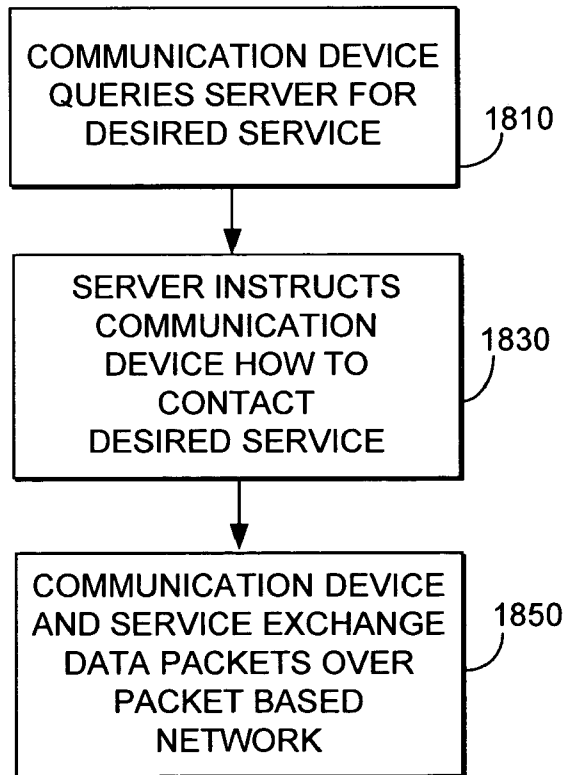 COMMUNICATION DEVICE
QUERIES SERVER FOR
DESIRED SERVICE
1810
SERVER INSTRUCTS
COMMUNICATION
DEVICE HOW TO
CONTACT
DESIRED SERVICE
1830
COMMUNICATION DEVICE
AND SERVICE EXCHANGE
DATA PACKETS OVER
PACKET BASED
NETWORK
1850